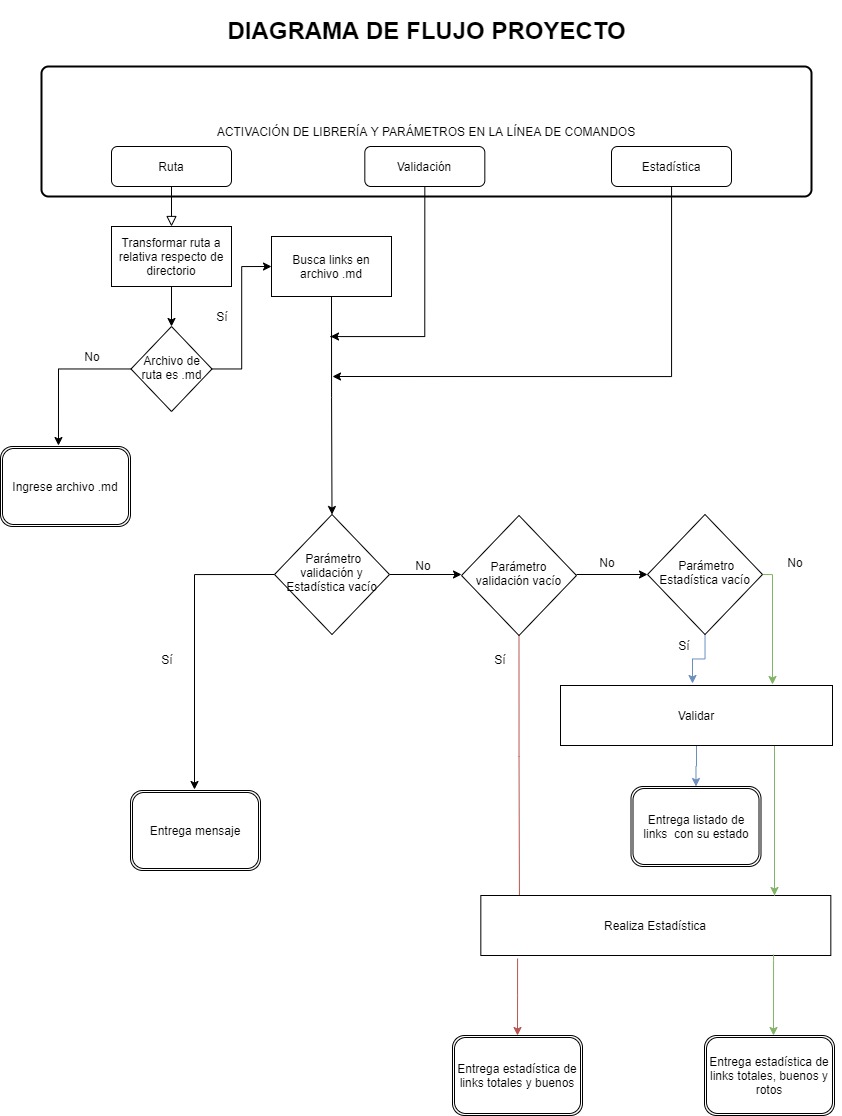 DIAGRAMA DE FLUJO PROYECTO
ACTIVACIÓN DE LIBRERÍA Y PARÁMETROS EN LA LÍNEA DE COMANDOS
Ruta
Validación
Estadística
Transformar ruta a
relativa respecto de
directorio
Busca links en
archivo .md
Sí
No
Archivo de
ruta es .md
Ingrese archivo .md
Parámetro
validación y
Estadística vacío
No
Parámetro
validación vacío
No
Parámetro
Estadística vacío
No
Sí
Sí
Sí
Validar
Entrega mensaje
Entrega listado de
links con su estado
Realiza Estadística
Entrega estadística de
links totales y buenos
Entrega estadística de
links totales, buenos y
rotos